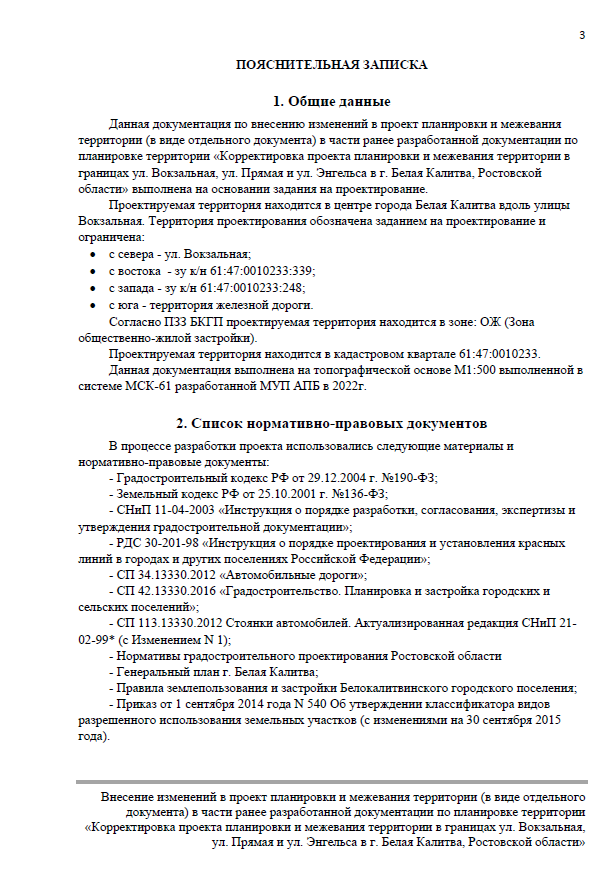 3
ПОЯСНИТЕЛЬНАЯ ЗАПИСКА
1. Общие данные
Данная документация по внесению изменений в проект планировки и межевания
территории (в виде отдельного документа) в части ранее разработанной документации по
планировке территории «Корректировка проекта планировки и межевания территории в
границах ул. Вокзальная, ул. Прямая и ул. Энгельса в г. Белая Калитва, Ростовской
области» выполнена на основании задания на проектирование.
Проектируемая территория находится в центре города Белая Калитва вдоль улицы
Вокзальная. Территория проектирования обозначена заданием на проектирование и
ограничена:
• с севера - ул. Вокзальная;
• с востока - зу к/н 61:47:0010233:339;
• с запада - зу к/н 61:47:0010233:248;
• с юга - территория железной дороги.
Согласно ПЗЗ БКГП проектируемая территория находится в зоне: ОЖ (Зона
общественно-жилой застройки).
Проектируемая территория находится в кадастровом квартале 61:47:0010233.
Данная документация выполнена на топографической основе М1:500 выполненной в
системе МСК-61 разработанной МУП АПБ в 2022г.
2. Список нормативно-правовых документов
В процессе разработки проекта использовались следующие материалы и
нормативно-правовые документы:
- Градостроительный кодекс РФ от 29.12.2004 г. №190-ФЗ;
- Земельный кодекс РФ от 25.10.2001 г. №136-ФЗ;
- СНиП 11-04-2003 «Инструкция о порядке разработки, согласования, экспертизы и
утверждения градостроительной документации»;
- РДС 30-201-98 «Инструкция о порядке проектирования и установления красных
линий в городах и других поселениях Российской Федерации»;
- СП 34.13330.2012 «Автомобильные дороги»;
- СП 42.13330.2016 «Градостроительство. Планировка и застройка городских и
сельских поселений»;
- СП 113.13330.2012 Стоянки автомобилей. Актуализированная редакция СНиП 21-
02-99* (с Изменением N 1);
- Нормативы градостроительного проектирования Ростовской области
- Генеральный план г. Белая Калитва;
- Правила землепользования и застройки Белокалитвинского городского поселения;
- Приказ от 1 сентября 2014 года N 540 Об утверждении классификатора видов
разрешенного использования земельных участков (с изменениями на 30 сентября 2015
года).
Внесение изменений в проект планировки и межевания территории (в виде отдельного
документа) в части ранее разработанной документации по планировке территории
«Корректировка проекта планировки и межевания территории в границах ул. Вокзальная,
ул. Прямая и ул. Энгельса в г. Белая Калитва, Ростовской области»